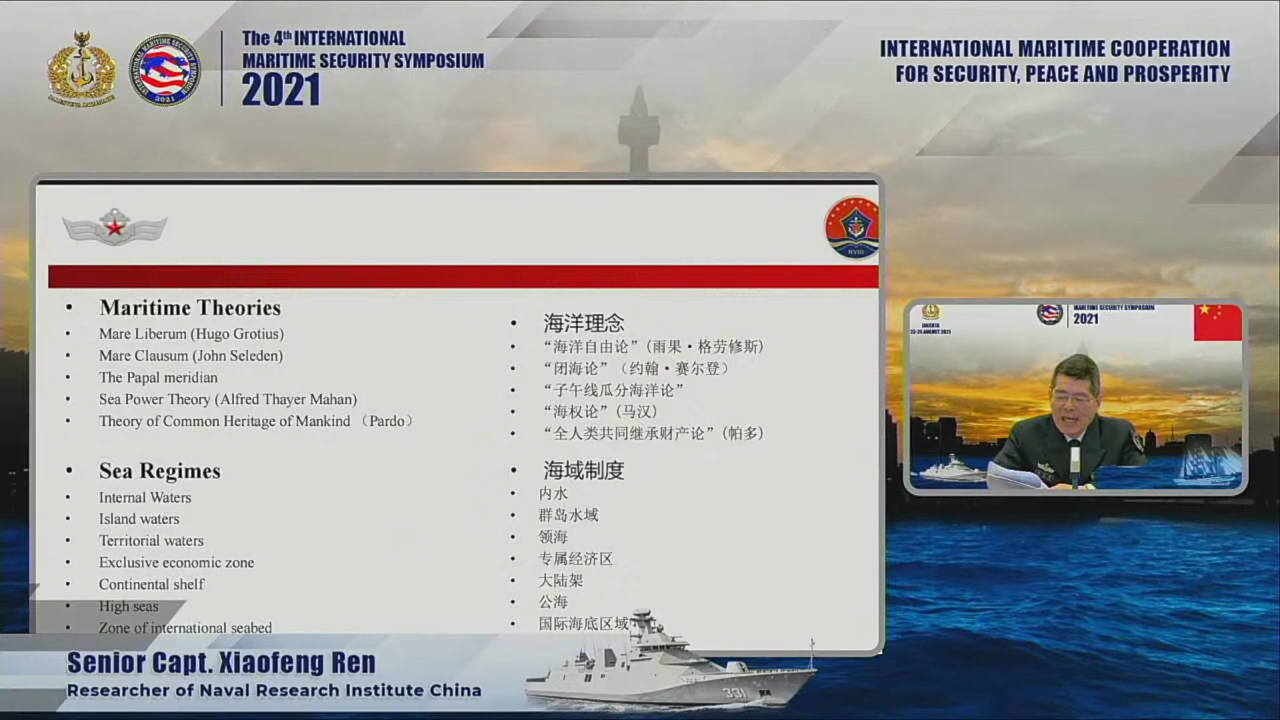 The 4th INTERNATIONAL
MARITIME SECURITY SYMPOSIUM
2021
INTERNATIONAL MARITIME COOPERATION
FOR SECURITY, PEACE AND PROSPERITY
2021
NVRI
• Maritime Theories
• Mare Liberum (Hugo Grotius)
• Mare Clausum (John Seleden)
• The Papal meridian
• Sea Power Theory (Alfred Thayer Mahan)
• Theory of Common Heritage of Mankind （Pardo）
• Sea Regimes
• Internal Waters
• Island waters
• Territorial waters
• Exclusive economic zone
• Continental shelf
• High seas
• Zone of international seabed
• 海洋理念
• “海洋自由论” (雨果·格劳修斯)
• “闭海论” （约翰·赛尔登）
• “子午线瓜分海洋论”
• “海权论” (马汉)
• “全人类共同继承财产论” (帕多)
• 海域制度
• 内水
• 群岛水域
• 领海
• 专属经济区
• 大陆架
• 公海
• 国际海底区域
MARITIME SECURITY SYMPOSIUM
2021
JAKARTA
Senior Capt. Xiaofeng Ren
Researcher of Naval Research Institute China
331